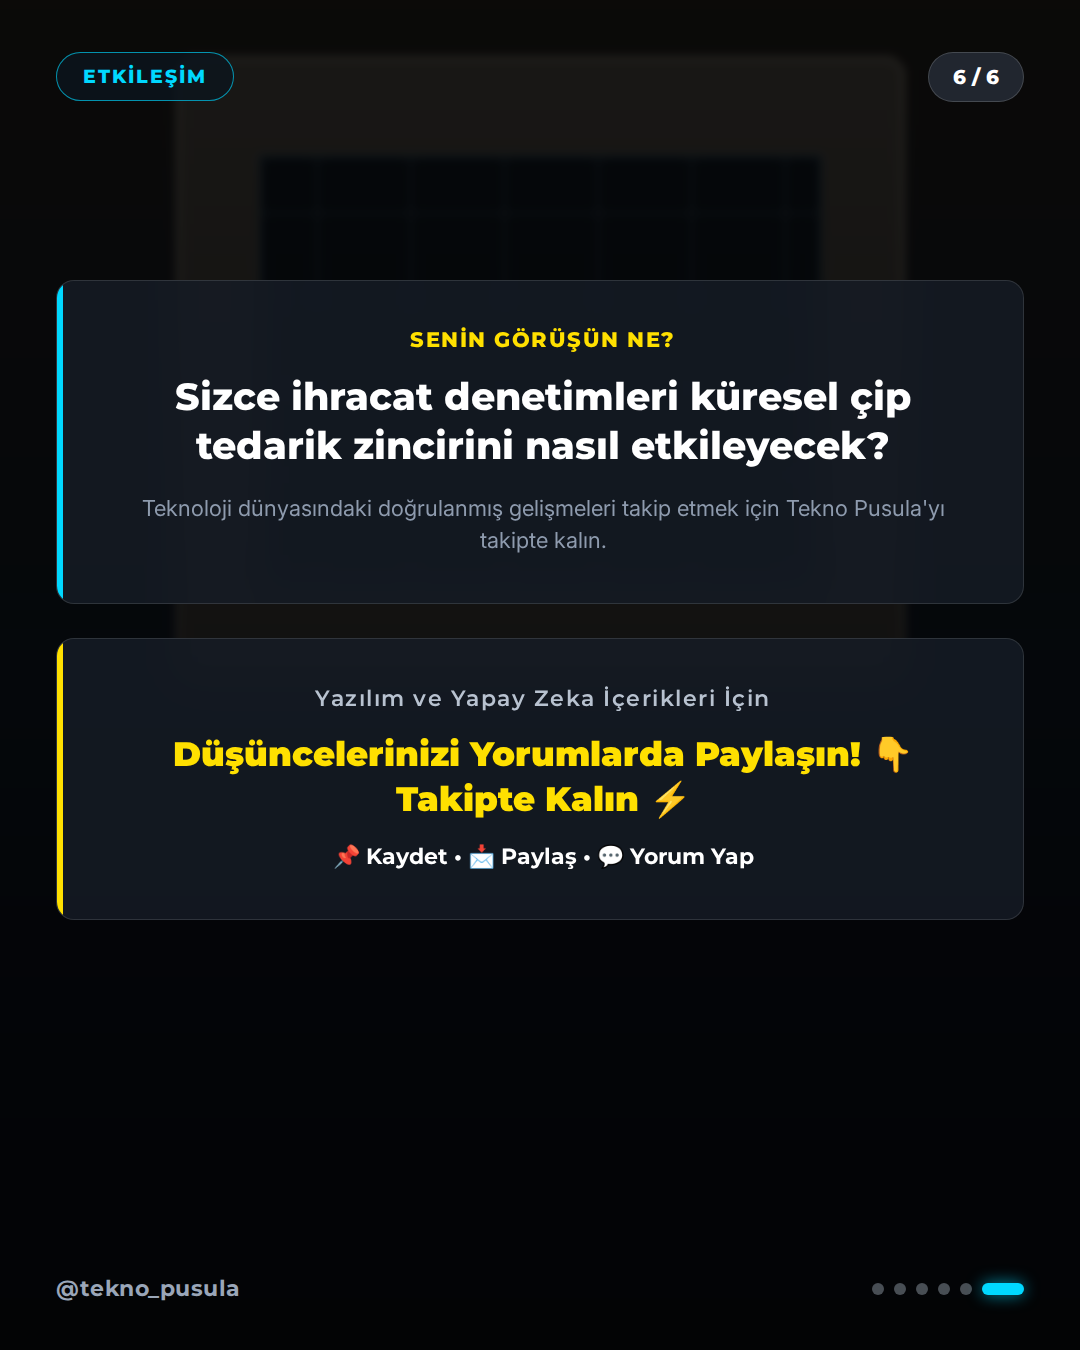 ETKİLEŞİM
6 / 6
SENİN GÖRÜŞÜN NE?
Sizce ihracat denetimleri küresel çip
tedarik zincirini nasıl etkileyecek?
Teknoloji dünyasındaki doğrulanmış gelişmeleri takip etmek için Tekno Pusula'yı
takipte kalın.
Yazılım ve Yapay Zeka İçerikleri İçin
Düşüncelerinizi Yorumlarda Paylaşın! 👇
Takipte Kalın ⚡
📌 Kaydet • 📩 Paylaş • 💬 Yorum Yap
@tekno_pusula